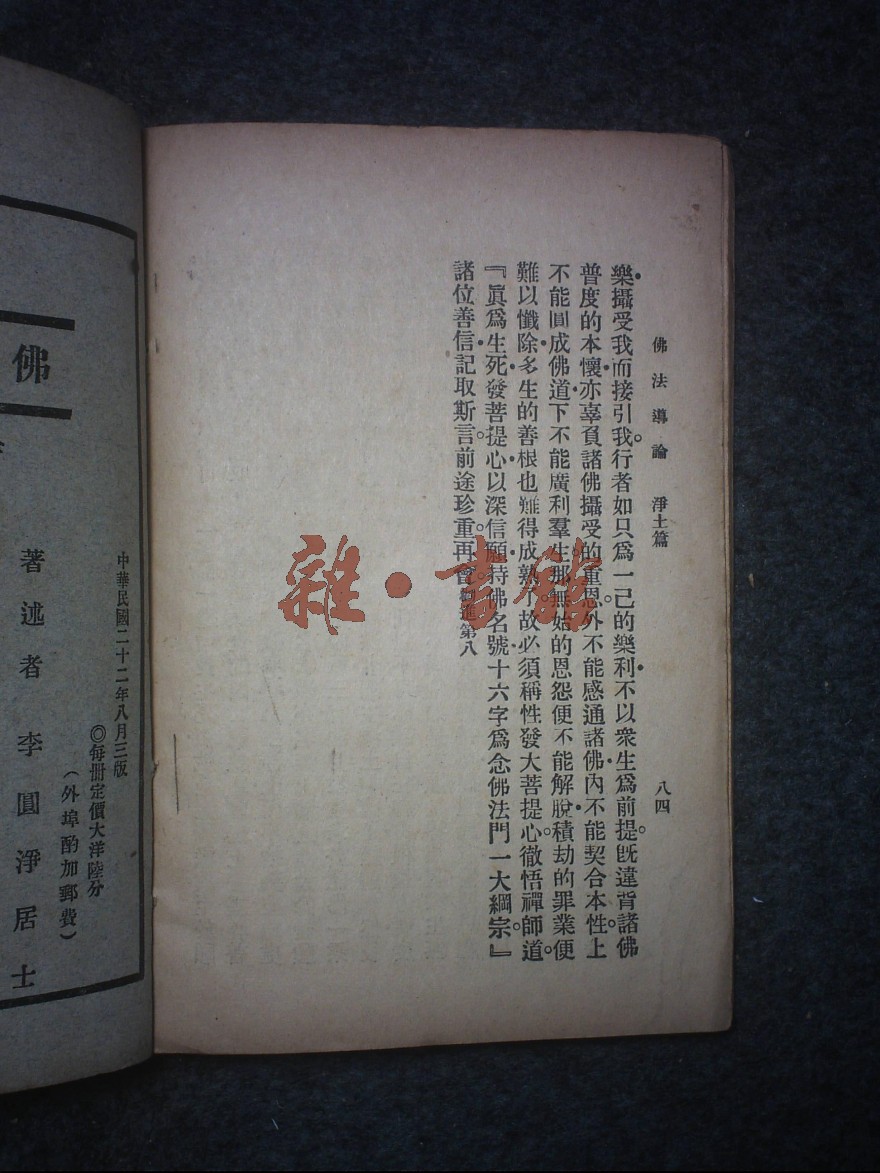 佛法導論　淨土篇　八四
樂攝受我而接引我。行者如只爲一己的樂利不以衆生爲前提。旣違背諸佛
普度的本懷亦辜負諸佛攝受的重恩。外不能感通諸佛內不能契合本性。上
不能圓成佛道下不能廣利羣生。那無始的恩怨便不能解脫積劫的罪業便
難以懺除多生的善根也難得成熟了故必須稱性發大菩提心。徹悟禪師道。
『眞爲生死發菩提心以深信願持佛名號十六字爲念佛法門一大綱宗。』
諸位善信記取斯言。前途珍重。再會。
進第八
中華民國二十二年八月三版
◎每册定價大洋陸分
（外埠酌加郵費）
著述者 李圓淨居士
佛
雜·書館